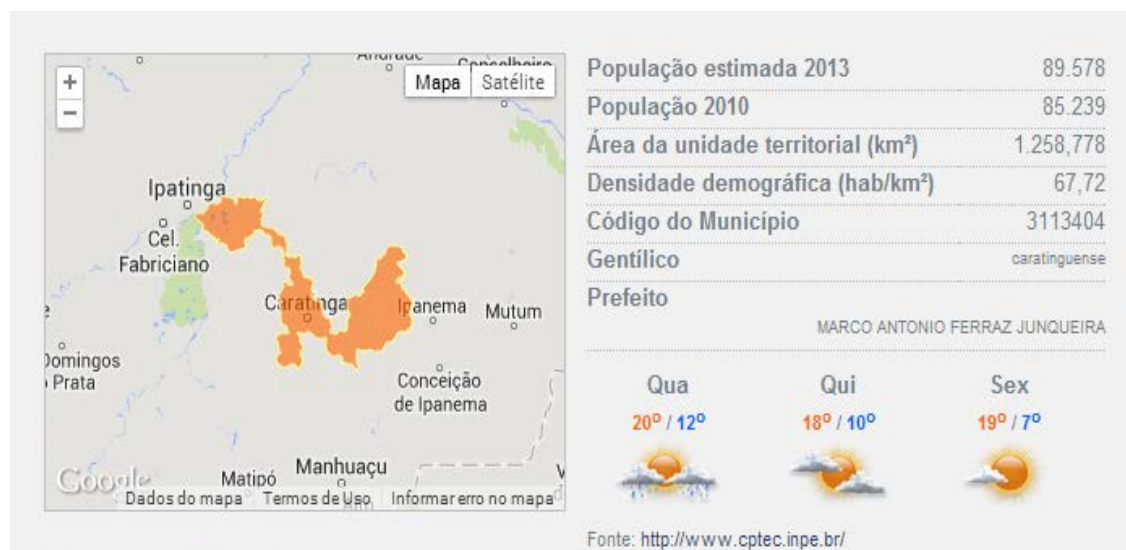 Conselheiro
+
Mapa Satélite
−
Ipatinga
Cel.
Fabriciano
Caratinga
Ipanema
Mutum
Domingos
Prata
Conceição
de Ipanema
Manhuaçu
Matipó
Google
Dados do mapa Termos de Uso Informar erro no mapa
População estimada 2013 89.578
População 2010 85.239
Área da unidade territorial (km²) 1.258,778
Densidade demográfica (hab/km²) 67,72
Código do Município 3113404
Gentílico caratinguense
Prefeito
MARCO ANTONIO FERRAZ JUNQUEIRA
Qua Qui Sex
20º / 12º 18º / 10º 19º / 7º
Fonte: http://www.cptec.inpe.br/